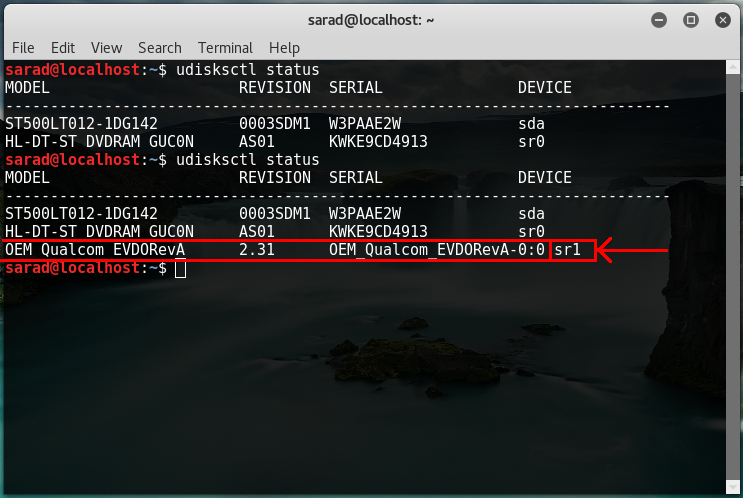 sarad@localhost: ~
File Edit View Search Terminal Help
sarad@localhost:~$ udisksctl status
MODEL                     REVISION  SERIAL               DEVICE
--------------------------------------------------------------------------
ST500LT012-1DG142         0003SDM1  W3PAAE2W             sda
HL-DT-ST DVDRAM GUC0N     AS01      KWKE9CD4913          sr0
sarad@localhost:~$ udisksctl status
MODEL                     REVISION  SERIAL               DEVICE
--------------------------------------------------------------------------
ST500LT012-1DG142         0003SDM1  W3PAAE2W             sda
HL-DT-ST DVDRAM GUC0N     AS01      KWKE9CD4913          sr0
OEM Qualcom EVDORevA      2.31      OEM_Qualcom_EVDORevA-0:0 sr1
sarad@localhost:~$